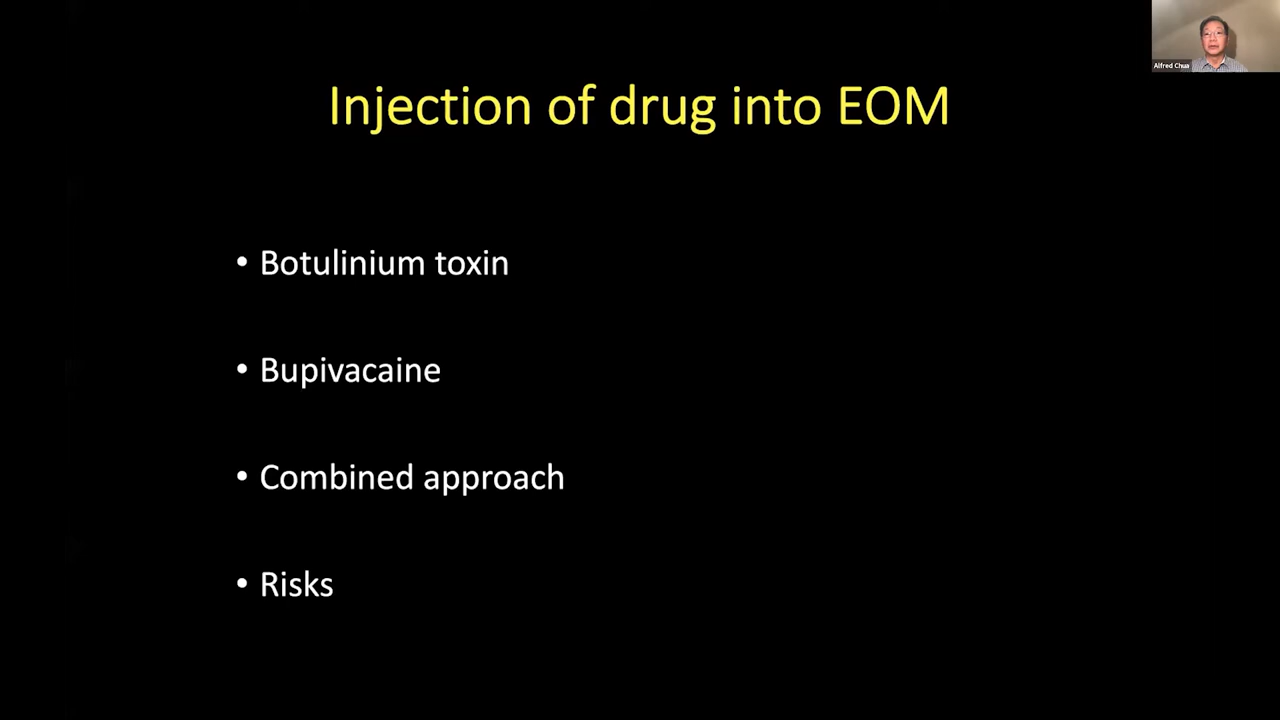 Alfred Chua
Injection of drug into EOM
• Botulinium toxin
• Bupivacaine
• Combined approach
• Risks